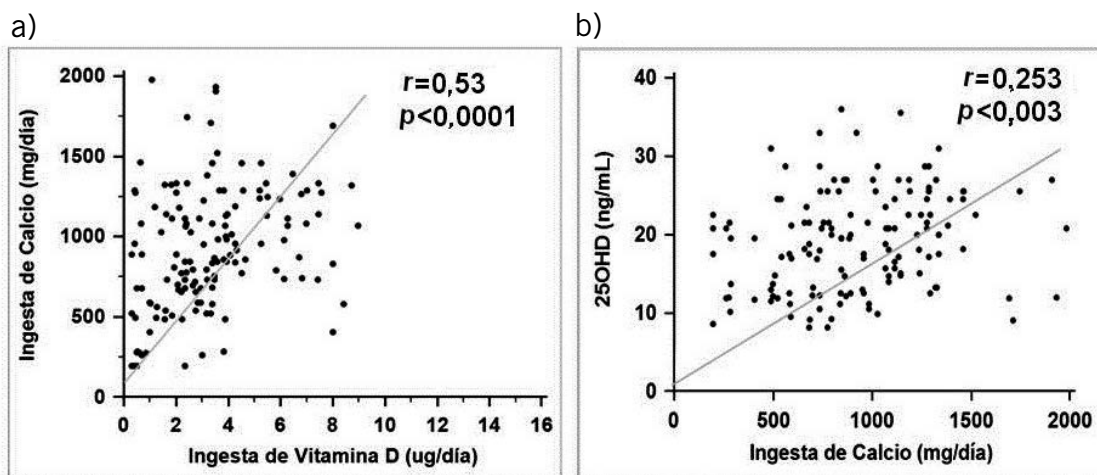 a)
r=0,53
p<0,0001
Ingesta de Calcio (mg/día)
2000
1500
1000
500
0
0 2 4 6 8 10 12 14 16
Ingesta de Vitamina D (ug/día)
b)
r=0,253
p<0,003
25OHD (ng/mL)
40
30
20
10
0
0 500 1000 1500 2000
Ingesta de Calcio (mg/día)